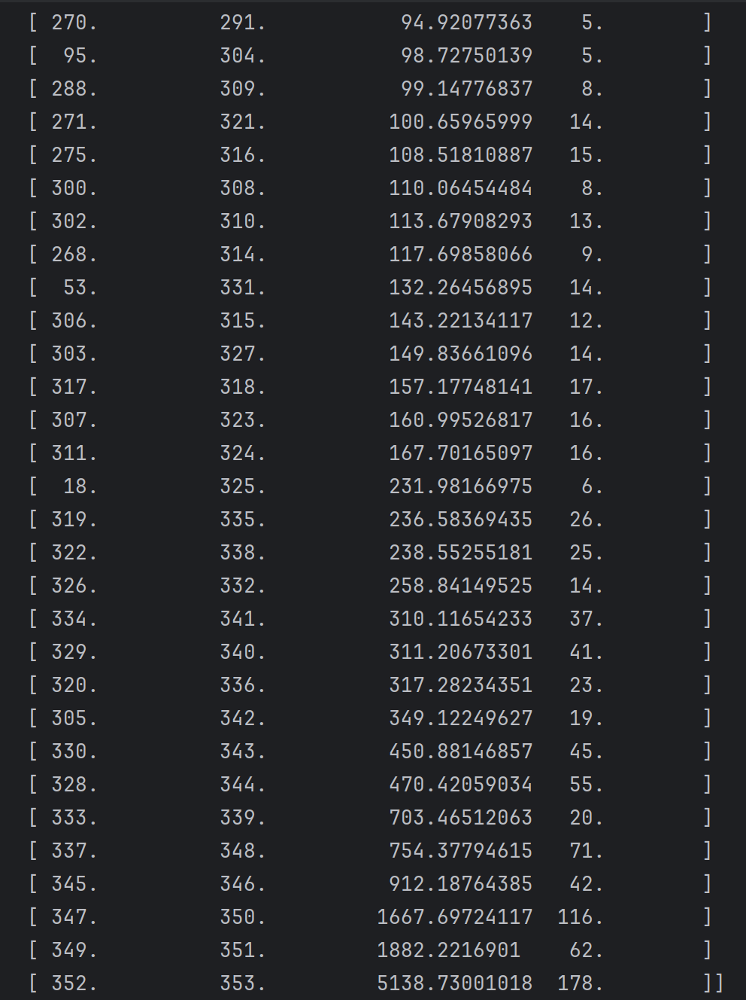 [ 270. 291. 94.92077363 5. ]
[ 95. 304. 98.72750139 5. ]
[ 288. 309. 99.14776837 8. ]
[ 271. 321. 100.65965999 14. ]
[ 275. 316. 108.51810887 15. ]
[ 300. 308. 110.06454484 8. ]
[ 302. 310. 113.67908293 13. ]
[ 268. 314. 117.69858066 9. ]
[ 53. 331. 132.26456895 14. ]
[ 306. 315. 143.22134117 12. ]
[ 303. 327. 149.83661096 14. ]
[ 317. 318. 157.17748141 17. ]
[ 307. 323. 160.99526817 16. ]
[ 311. 324. 167.70165097 16. ]
[ 18. 325. 231.98166975 6. ]
[ 319. 335. 236.58369435 26. ]
[ 322. 338. 238.55255181 25. ]
[ 326. 332. 258.84149525 14. ]
[ 334. 341. 310.11654233 37. ]
[ 329. 340. 311.20673301 41. ]
[ 320. 336. 317.28234351 23. ]
[ 305. 342. 349.12249627 19. ]
[ 330. 343. 450.88146857 45. ]
[ 328. 344. 470.42059034 55. ]
[ 333. 339. 703.46512063 20. ]
[ 337. 348. 754.37794615 71. ]
[ 345. 346. 912.18764385 42. ]
[ 347. 350. 1667.69724117 116. ]
[ 349. 351. 1882.2216901 62. ]
[ 352. 353. 5138.73001018 178. ]]